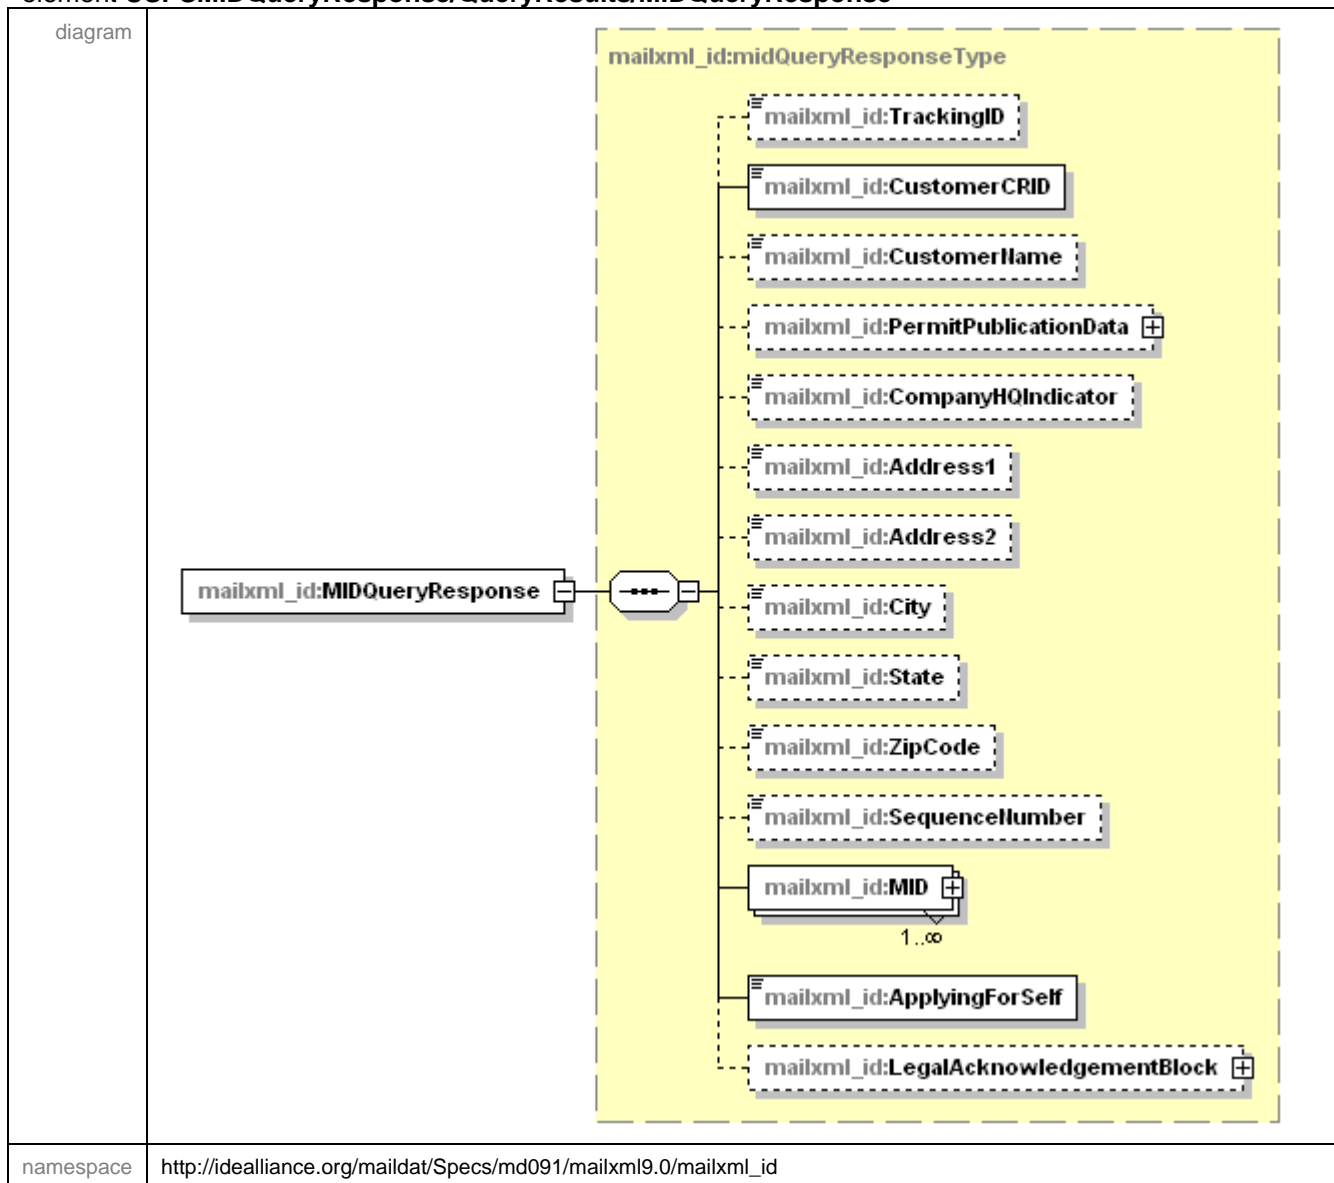 diagram
mailxml_id:midQueryResponseType
mailxml_id:TrackingID
mailxml_id:CustomerCRID
mailxml_id:CustomerName
mailxml_id:PermitPublicationData
mailxml_id:CompanyHQIndicator
mailxml_id:Address1
mailxml_id:Address2
mailxml_id:MIDQueryResponse
mailxml_id:City
mailxml_id:State
mailxml_id:ZipCode
mailxml_id:SequenceNumber
mailxml_id:MID
1..∞
mailxml_id:ApplyingForSelf
mailxml_id:LegalAcknowledgementBlock
namespace http://idealliance.org/maildat/Specs/md091/mailxml9.0/mailxml_id